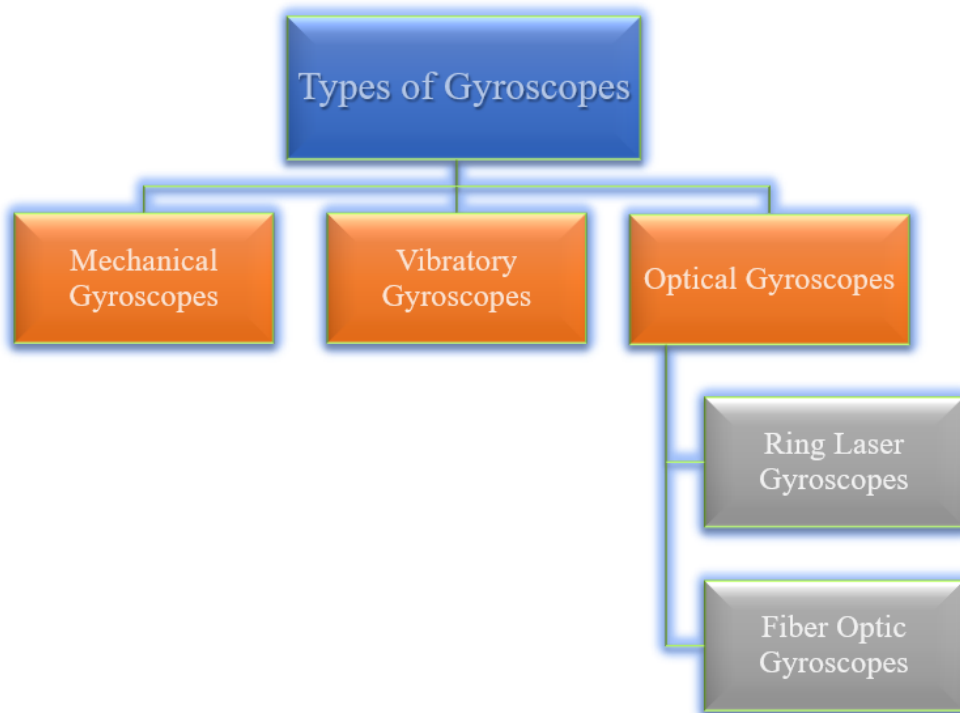 Types of Gyroscopes
Mechanical
Gyroscopes
Vibratory
Gyroscopes
Optical Gyroscopes
Ring Laser
Gyroscopes
Fiber Optic
Gyroscopes